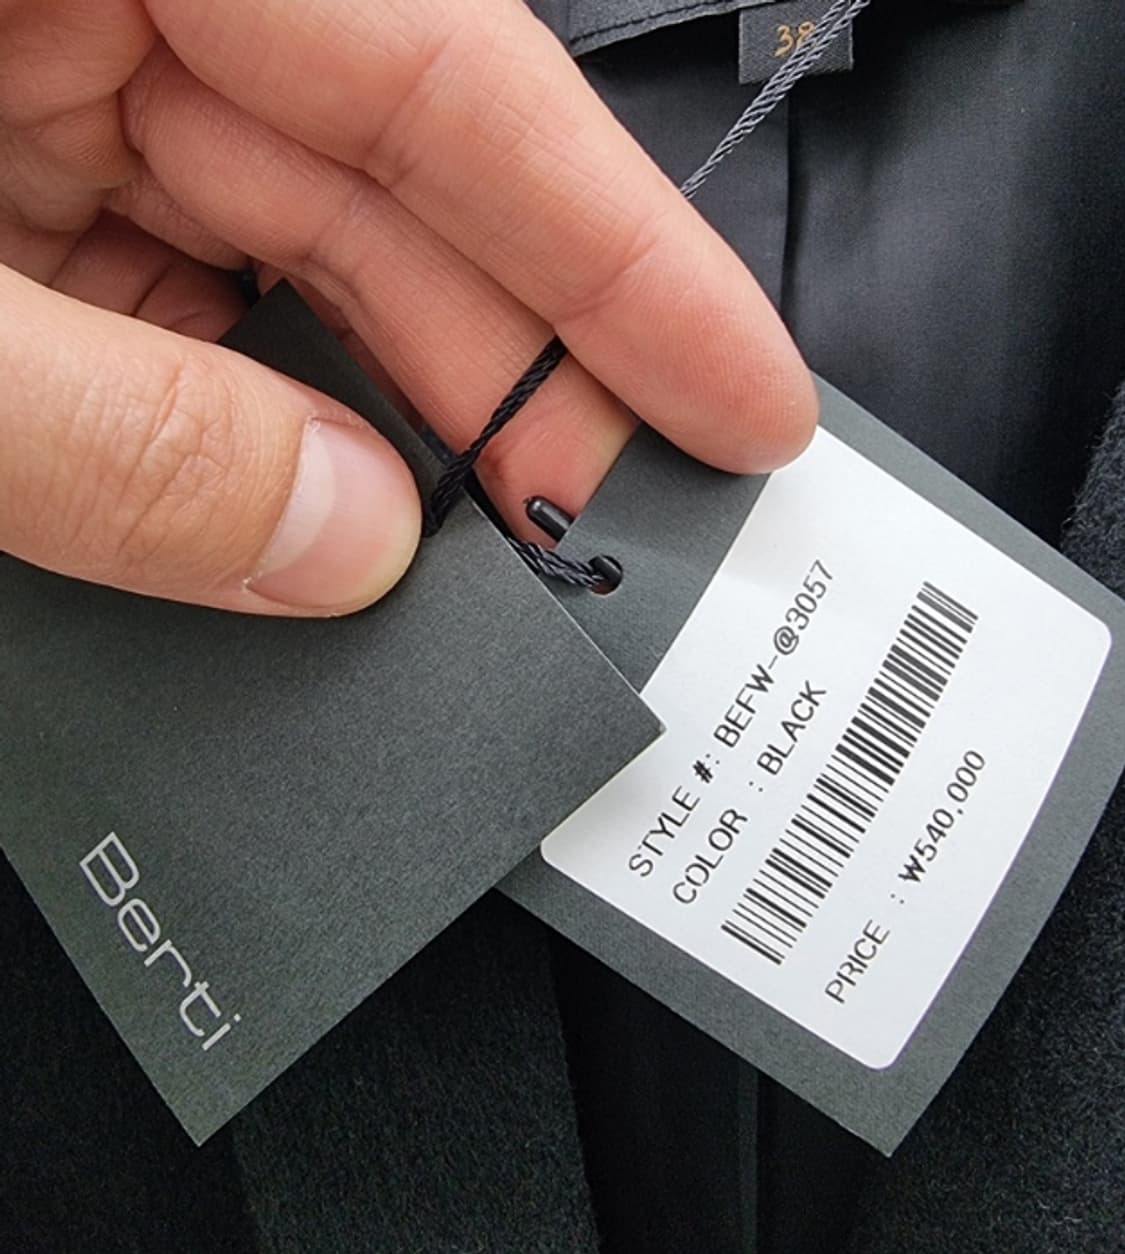 38
Berti
STYLE #: BEFW-@3057
COLOR : BLACK
PRICE : ₩540,000